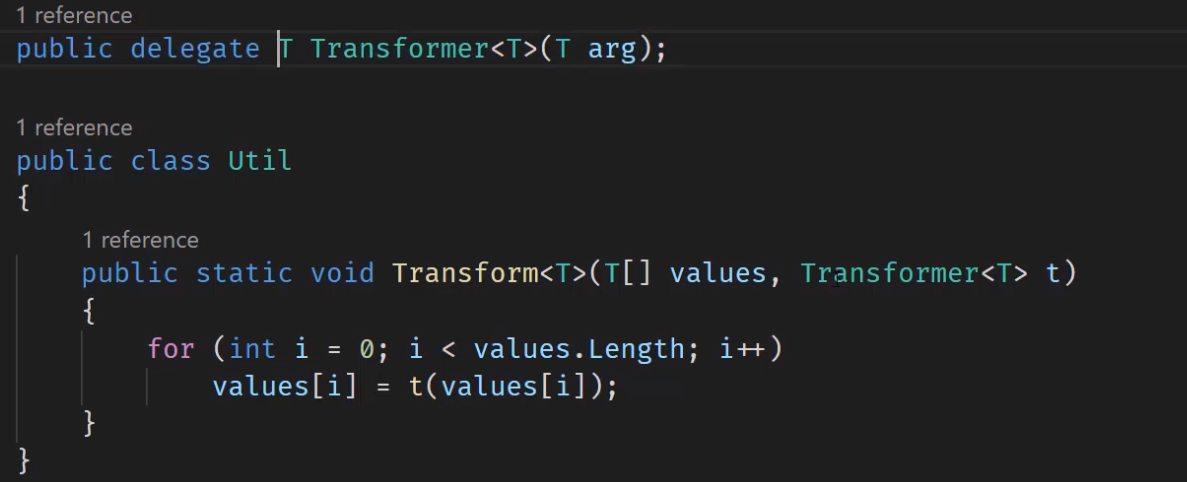 1 reference
public delegate T Transformer<T>(T arg);
1 reference
public class Util
{
1 reference
public static void Transform<T>(T[] values, Transformer<T> t)
{
for (int i = 0; i < values.Length; i++)
values[i] = t(values[i]);
}
}